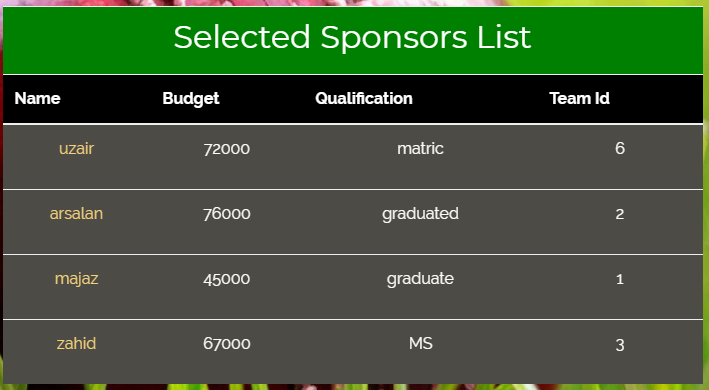 Selected Sponsors List
Name Budget Qualification Team Id
uzair 72000 matric 6
arsalan 76000 graduated 2
majaz 45000 graduate 1
zahid 67000 MS 3